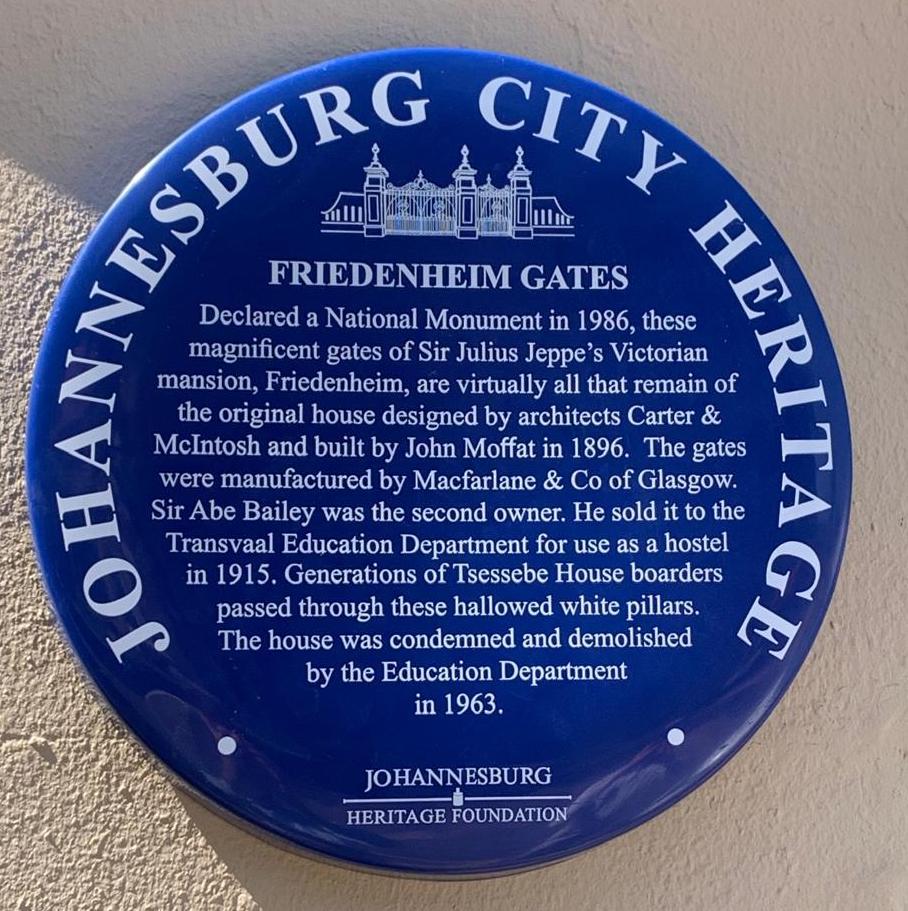 JOHANNESBURG CITY HERITAGE
FRIEDENHEIM GATES
Declared a National Monument in 1986, these
magnificent gates of Sir Julius Jeppe's Victorian
mansion, Friedenheim, are virtually all that remain of
the original house designed by architects Carter &
McIntosh and built by John Moffat in 1896. The gates
were manufactured by Macfarlane & Co of Glasgow.
Sir Abe Bailey was the second owner. He sold it to the
Transvaal Education Department for use as a hostel
in 1915. Generations of Tsessebe House boarders
passed through these hallowed white pillars.
The house was condemned and demolished
by the Education Department
in 1963.
JOHANNESBURG
HERITAGE FOUNDATION